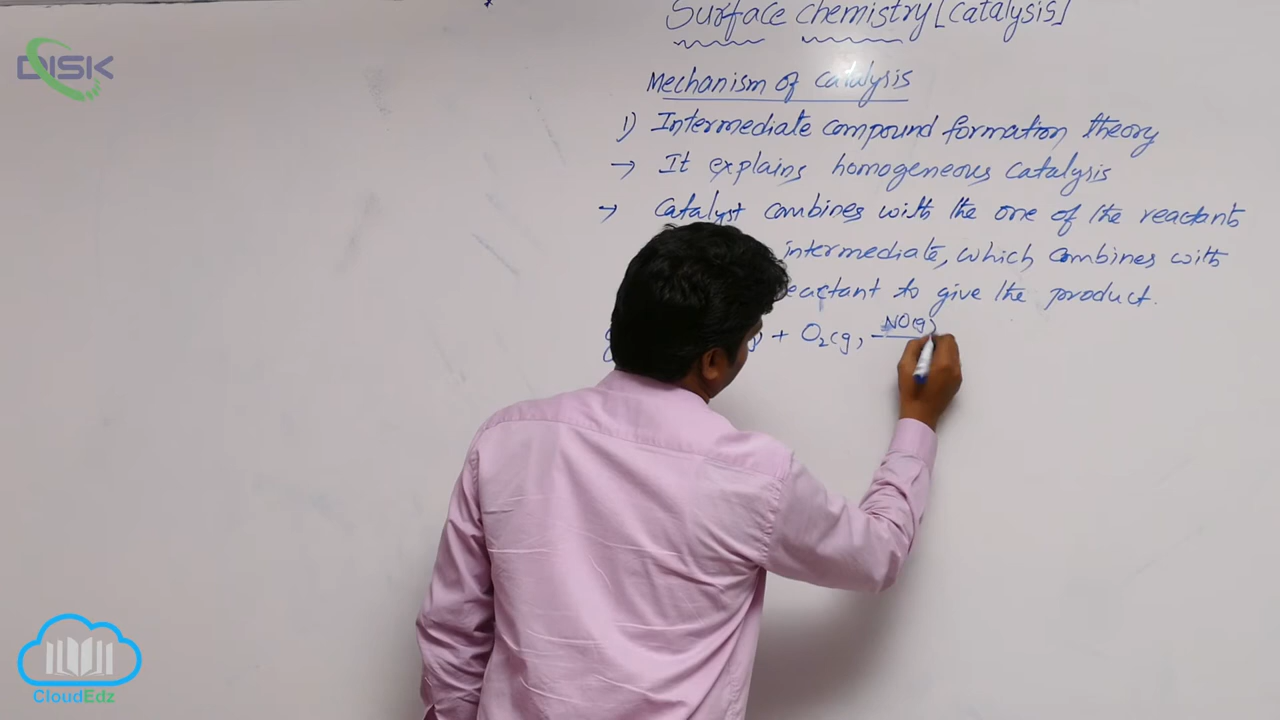 DISK
Surface chemistry [catalysis]
Mechanism of catalysis
1) Intermediate compound formation theory
→ It explains homogeneous catalysis
→ catalyst combines with the one of the reactants
intermediate, which combines with
eactant to give the product.
+ O2(g) NO(g)
CloudEdz